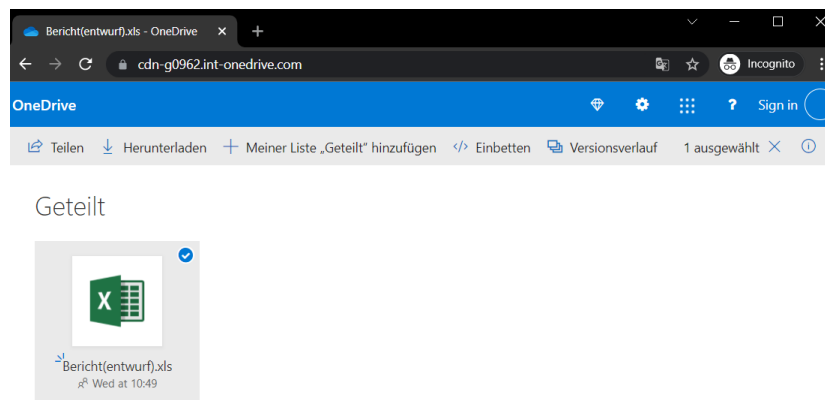 Bericht(entwurf).xls - OneDrive
cdn-g0962.int-onedrive.com Incognito
OneDrive ? Sign in
Teilen Herunterladen Meiner Liste „Geteilt“ hinzufügen Einbetten Versionsverlauf 1 ausgewählt
Geteilt
Bericht(entwurf).xls
Wed at 10:49